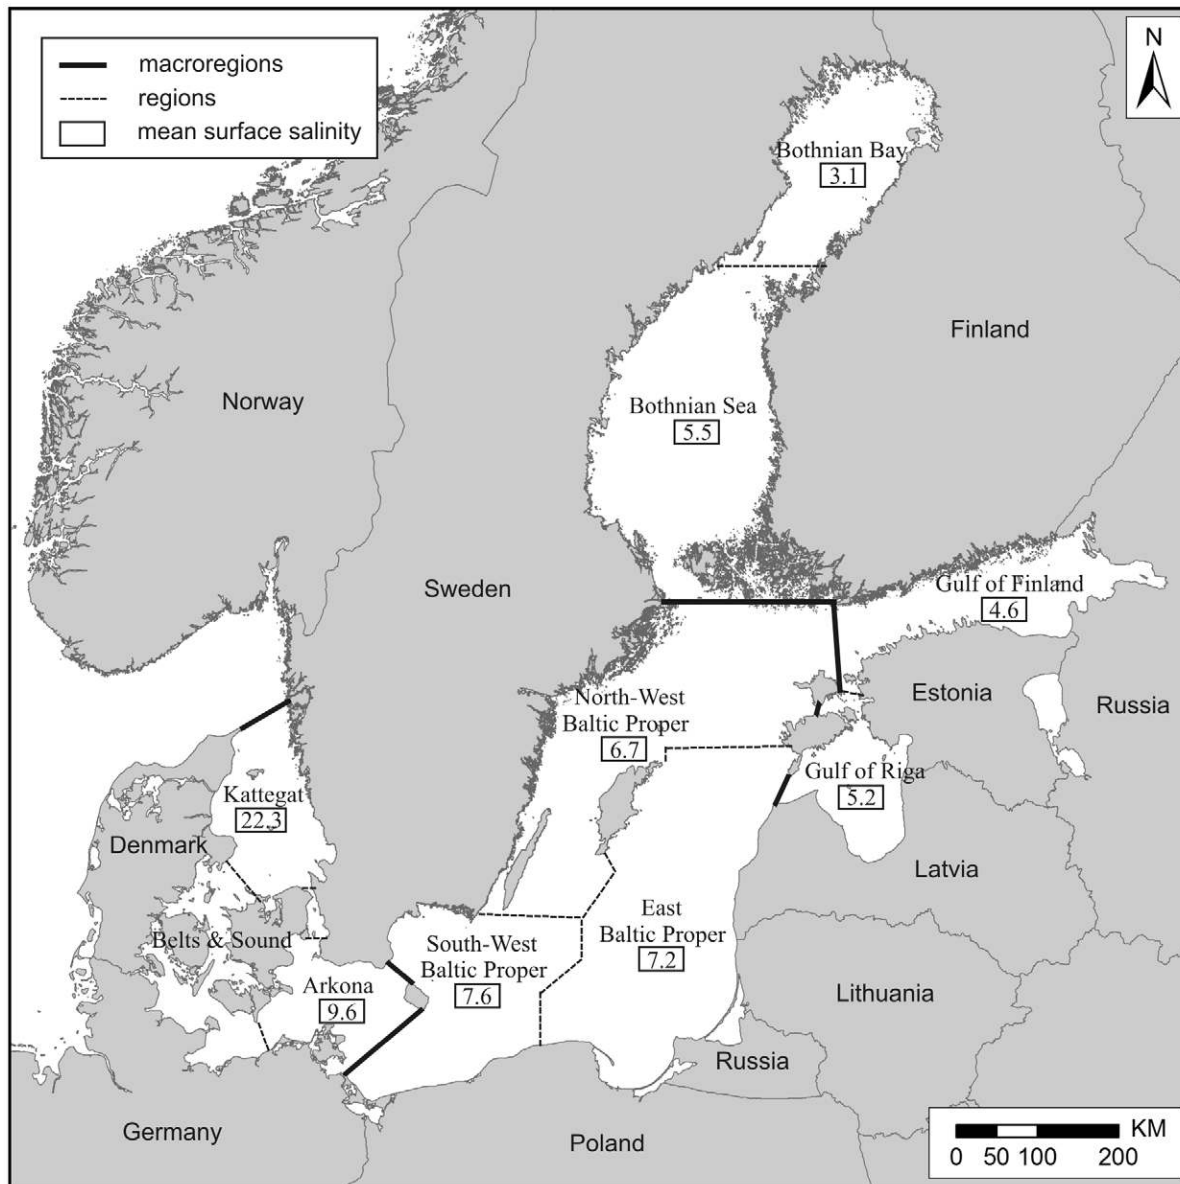 macroregions
regions
mean surface salinity
N
Bothnian Bay
3.1
Finland
Norway
Bothnian Sea
5.5
Sweden
Gulf of Finland
4.6
North-West
Baltic Proper
6.7
Estonia
Russia
Gulf of Riga
5.2
Kattegat
22.3
Denmark
Latvia
Belts & Sound
East
Baltic Proper
7.2
South-West
Baltic Proper
7.6
Arkona
9.6
Lithuania
Russia
Germany
Poland
KM
0 50 100 200